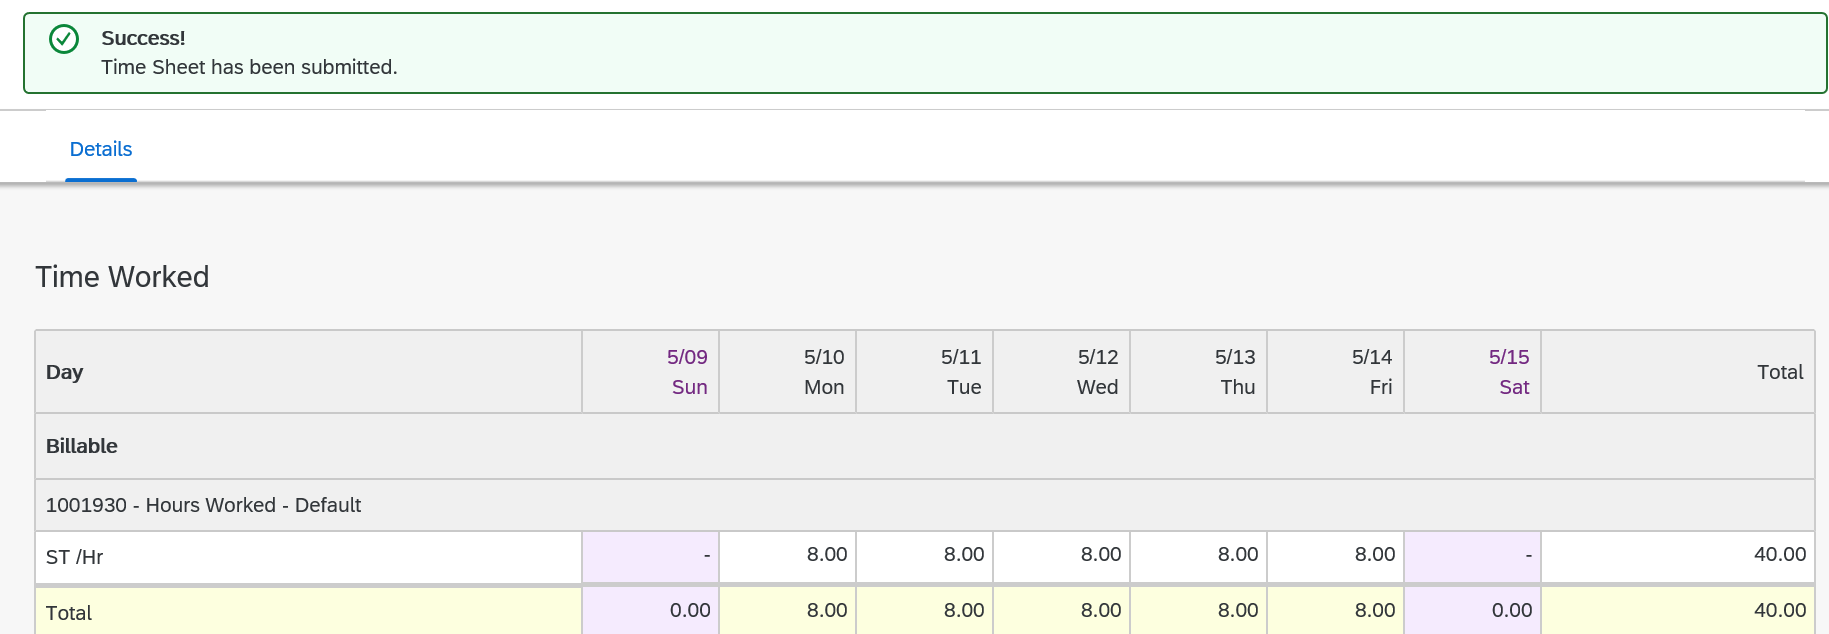 Success!
Time Sheet has been submitted.
Details
Time Worked
Day 5/09 Sun 5/10 Mon 5/11 Tue 5/12 Wed 5/13 Thu 5/14 Fri 5/15 Sat Total
Billable
1001930 - Hours Worked - Default
ST /Hr - 8.00 8.00 8.00 8.00 8.00 - 40.00
Total 0.00 8.00 8.00 8.00 8.00 8.00 0.00 40.00